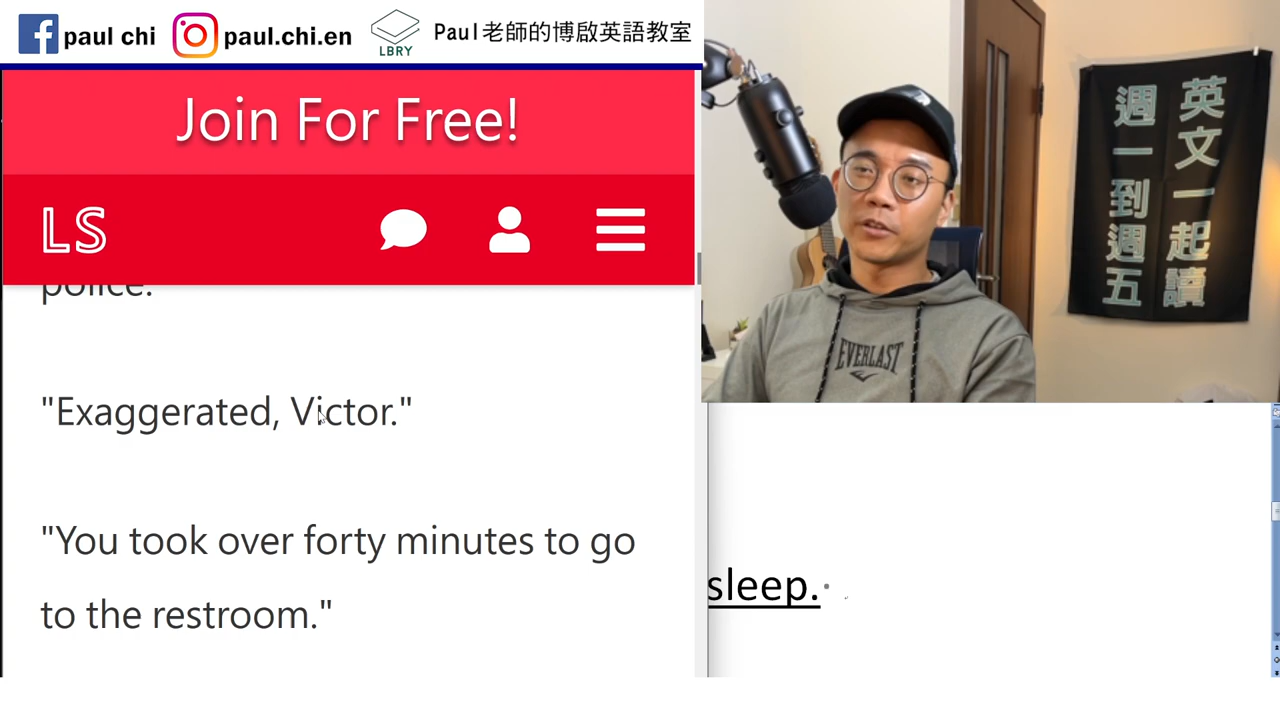 paul chi
paul.chi.en
LBRY
Paul老師的博啟英語教室
Join For Free!
LS
police.
"Exaggerated, Victor."
"You took over forty minutes to go
to the restroom."
英文一起讀
週一到週五
EVERLAST
sleep.